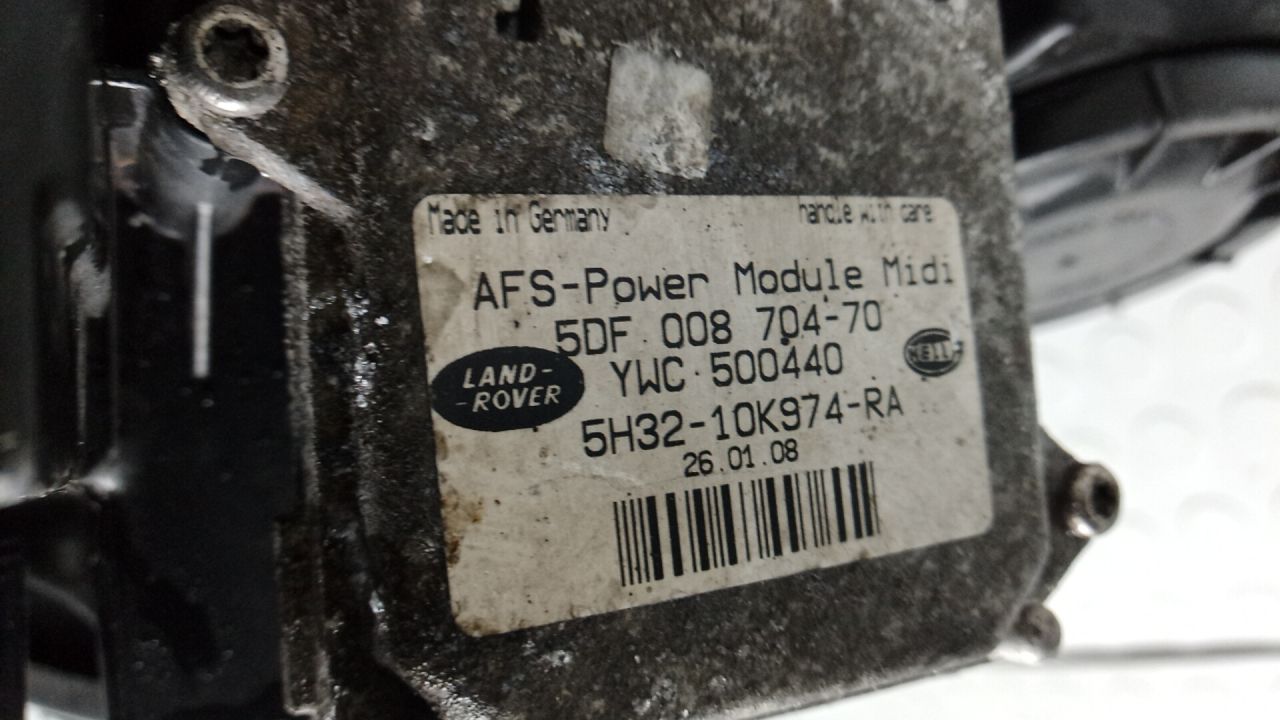 Made in Germany handle with care
AFS-Power Module Midi
5DF 008 704-70
YWC 500440
LAND-
-ROVER
HELLA
5H32-10K974-RA
26.01.08